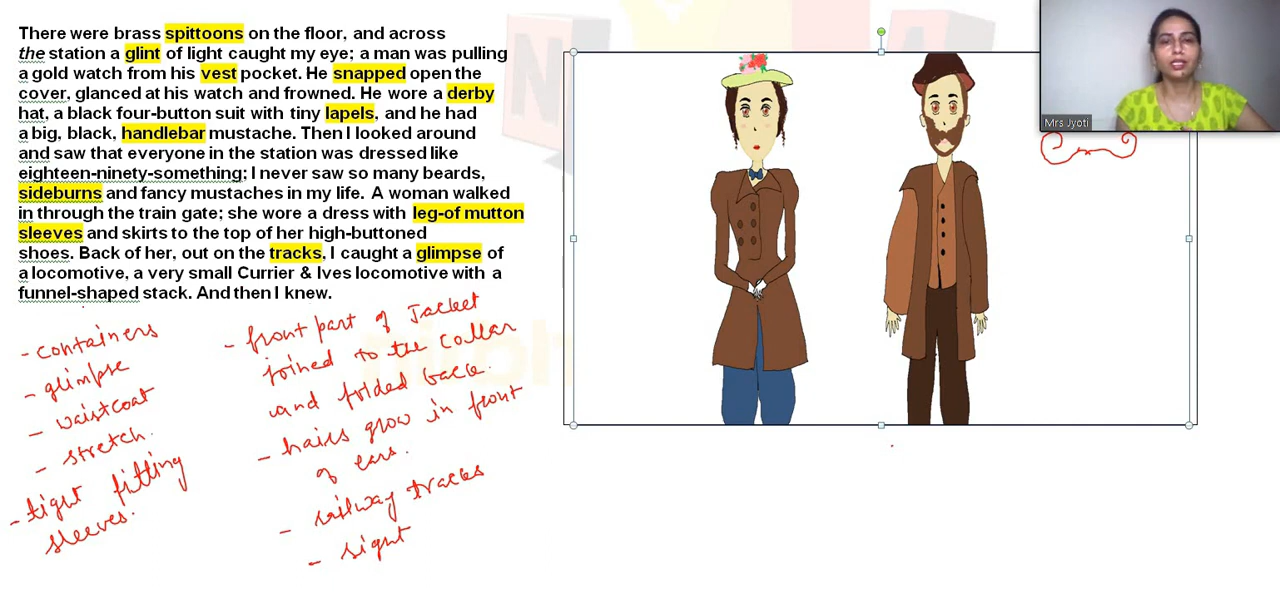 There were brass spittoons on the floor, and across
the station a glint of light caught my eye; a man was pulling
a gold watch from his vest pocket. He snapped open the
cover, glanced at his watch and frowned. He wore a derby
hat, a black four-button suit with tiny lapels, and he had
a big, black, handlebar mustache. Then I looked around
and saw that everyone in the station was dressed like
eighteen-ninety-something; I never saw so many beards,
sideburns and fancy mustaches in my life. A woman walked
in through the train gate; she wore a dress with leg-of mutton
sleeves and skirts to the top of her high-buttoned
shoes. Back of her, out on the tracks, I caught a glimpse of
a locomotive, a very small Currier & Ives locomotive with a
funnel-shaped stack. And then I knew.
- containers
- glimpse
- waistcoat
- stretch.
- tight fitting
sleeves.
- front part of Jacket
joined to the collar
and folded back.
- hairs grow in front
of ears.
- railway tracks
- sight
Mrs Jyoti